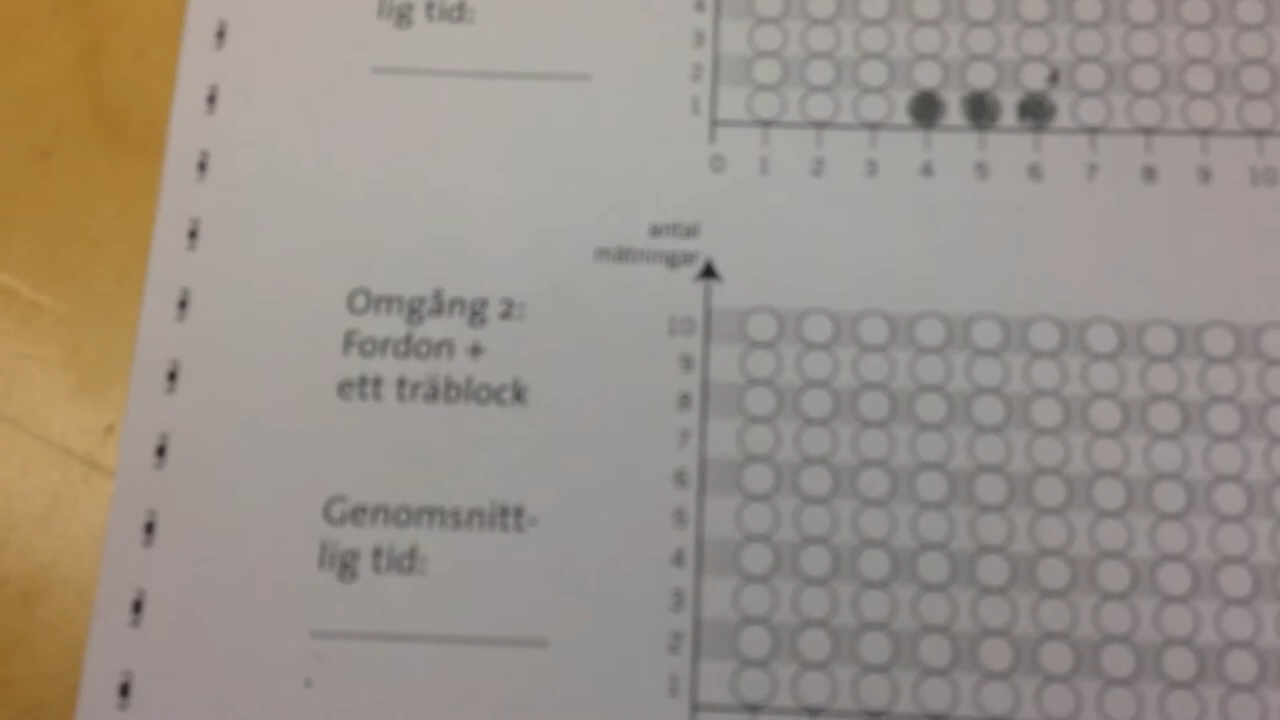 lig tid:
4
3
2
1
0 1 2 3 4 5 6 7 8 9 10
antal
mätningar
Omgång 2:
Fordon +
ett träblock
Genomsnitt-
lig tid:
10
9
8
7
6
5
4
3
2
1